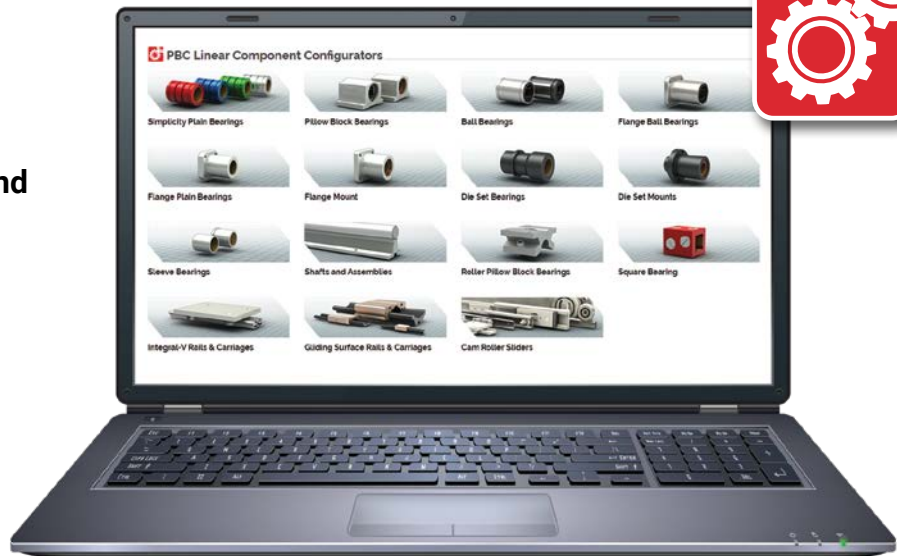 nd
PBC Linear Component Configurators
Simplicity Plain Bearings
Pillow Block Bearings
Ball Bearings
Flange Ball Bearings
Flange Plain Bearings
Flange Mount
Die Set Bearings
Die Set Mounts
Sleeve Bearings
Shafts and Assemblies
Roller Pillow Block Bearings
Square Bearing
Integral-V Rails & Carriages
Gliding Surface Rails & Carriages
Cam Roller Sliders